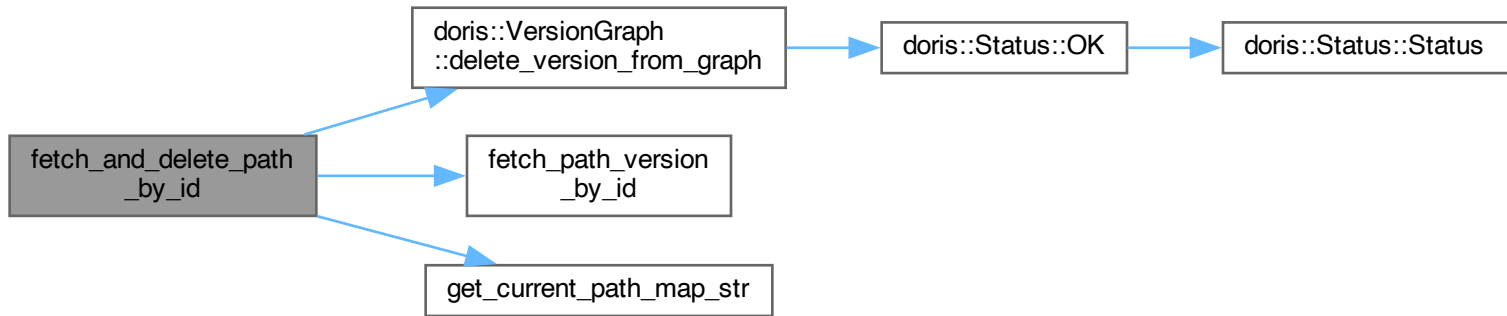 doris::VersionGraph
::delete_version_from_graph
doris::Status::OK
doris::Status::Status
fetch_and_delete_path
_by_id
fetch_path_version
_by_id
get_current_path_map_str